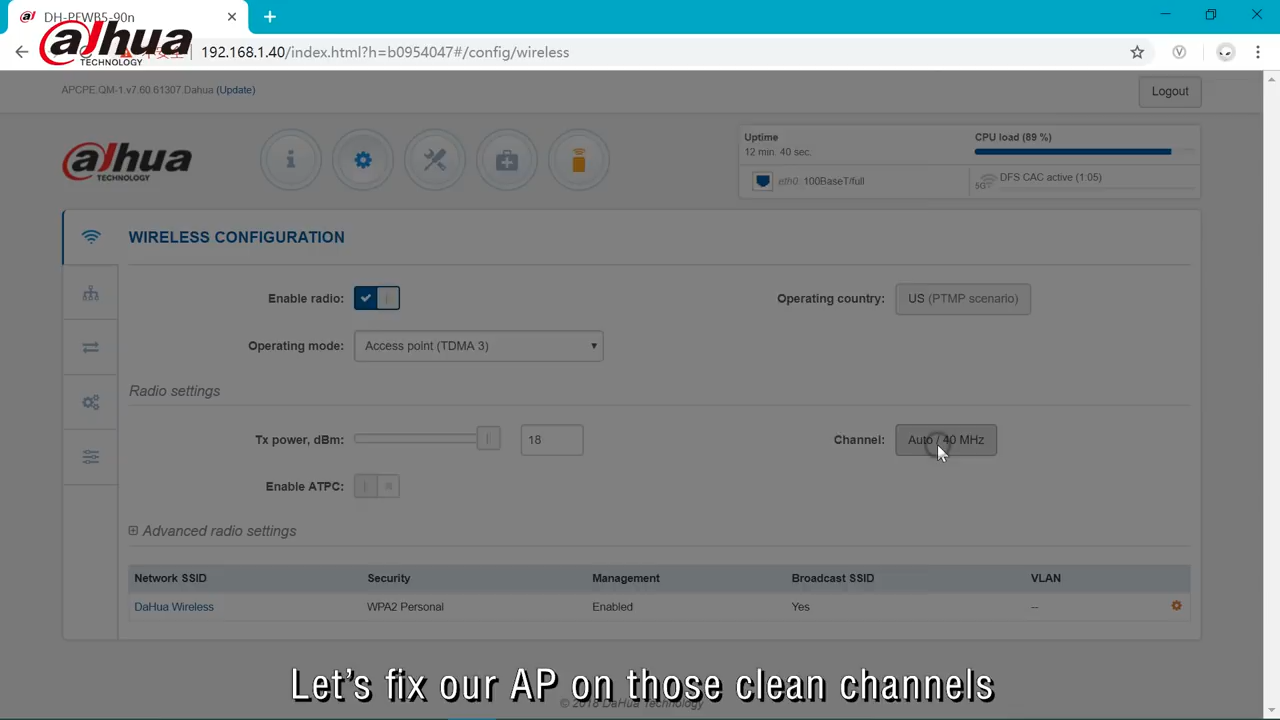 DH-PFWB5-90n
alhua
TECHNOLOGY
192.168.1.40/index.html?h=b0954047#/config/wireless
APCPE.QM-1 v7.60.61307.Dahua (Update)
Logout
alhua
TECHNOLOGY
Uptime
12 min. 40 sec.
CPU load (89 %)
eth0 100BaseT/full
5G
DFS CAC active (1:05)
WIRELESS CONFIGURATION
Enable radio:
Operating country: US (PTMP scenario)
Operating mode: Access point (TDMA 3)
Radio settings
Tx power, dBm: 18
Channel: Auto / 40 MHz
Enable ATPC:
Advanced radio settings
Network SSID Security Management Broadcast SSID VLAN
DaHua Wireless WPA2 Personal Enabled Yes --
Let's fix our AP on those clean channels
© 2018 DaHua Technology